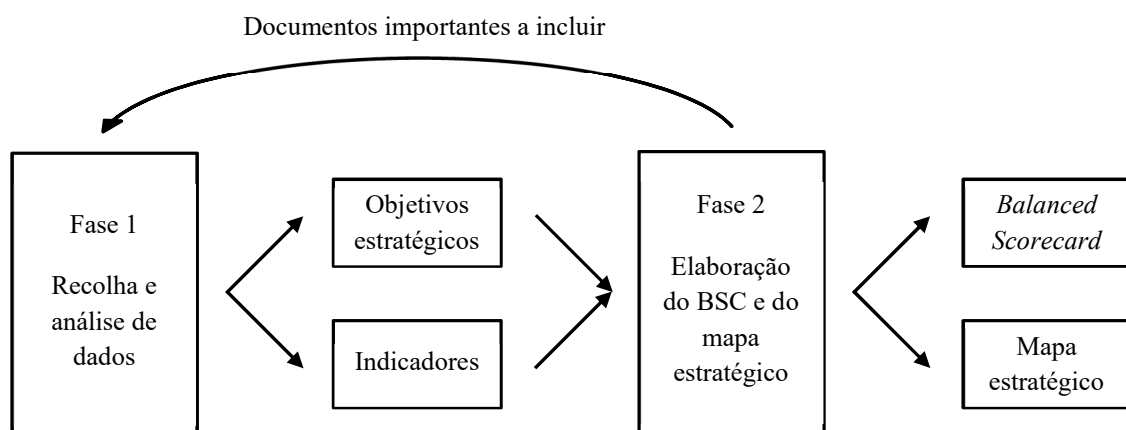 Documentos importantes a incluir
Fase 1
Recolha e
análise de
dados
Objetivos
estratégicos
Indicadores
Fase 2
Elaboração
do BSC e do
mapa
estratégico
Balanced
Scorecard
Mapa
estratégico